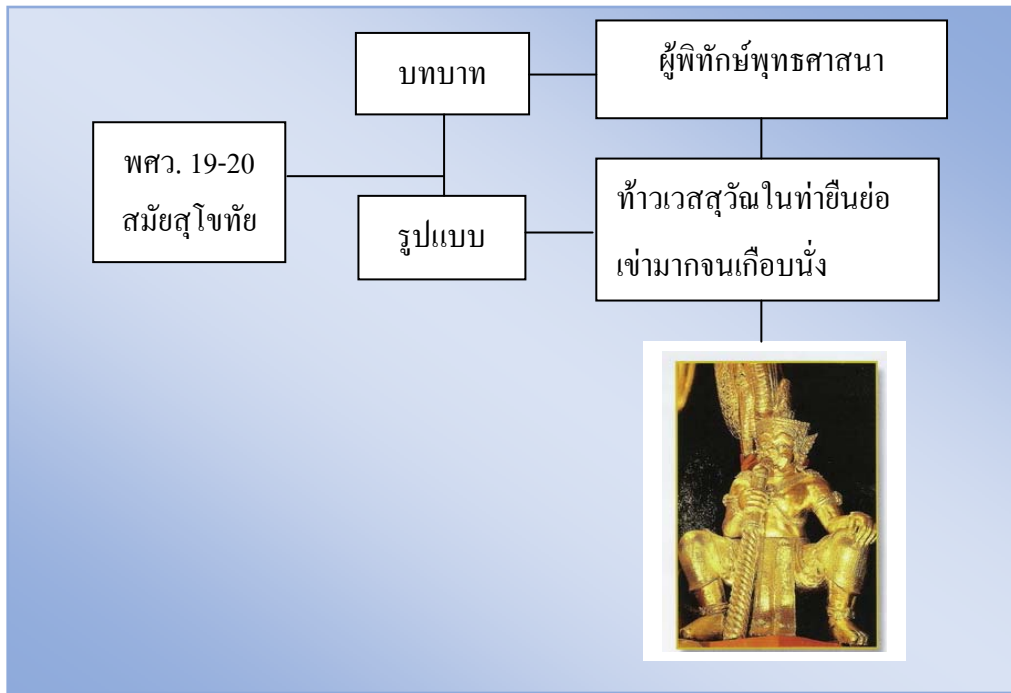 บทบาท
ผู้พิทักษ์พุทธศาสนา
พศว. 19-20
สมัยสุโขทัย
รูปแบบ
ท้าวเวสสุวัณในท่ายืนย่อ
เข่ามากจนเกือบนั่ง